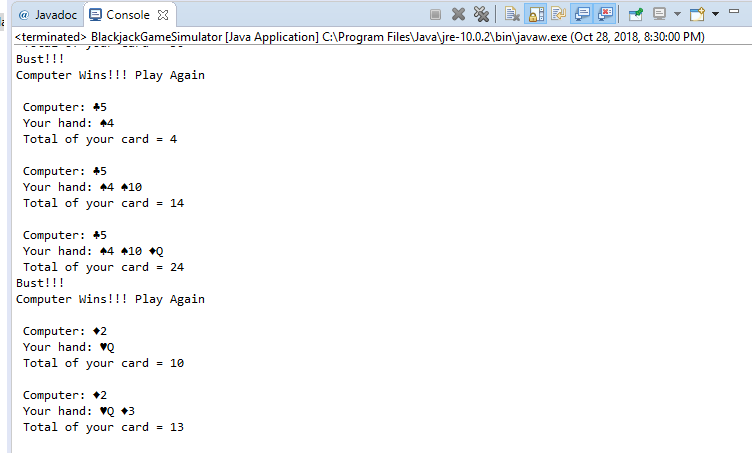 @ Javadoc Console
<terminated> BlackjackGameSimulator [Java Application] C:\Program Files\Java\jre-10.0.2\bin\javaw.exe (Oct 28, 2018, 8:30:00 PM)
Bust!!!
Computer Wins!!! Play Again
Computer: ♣5
Your hand: ♠4
Total of your card = 4
Computer: ♣5
Your hand: ♠4 ♠10
Total of your card = 14
Computer: ♣5
Your hand: ♠4 ♠10 ♦Q
Total of your card = 24
Bust!!!
Computer Wins!!! Play Again
Computer: ♦2
Your hand: ♥Q
Total of your card = 10
Computer: ♦2
Your hand: ♥Q ♦3
Total of your card = 13